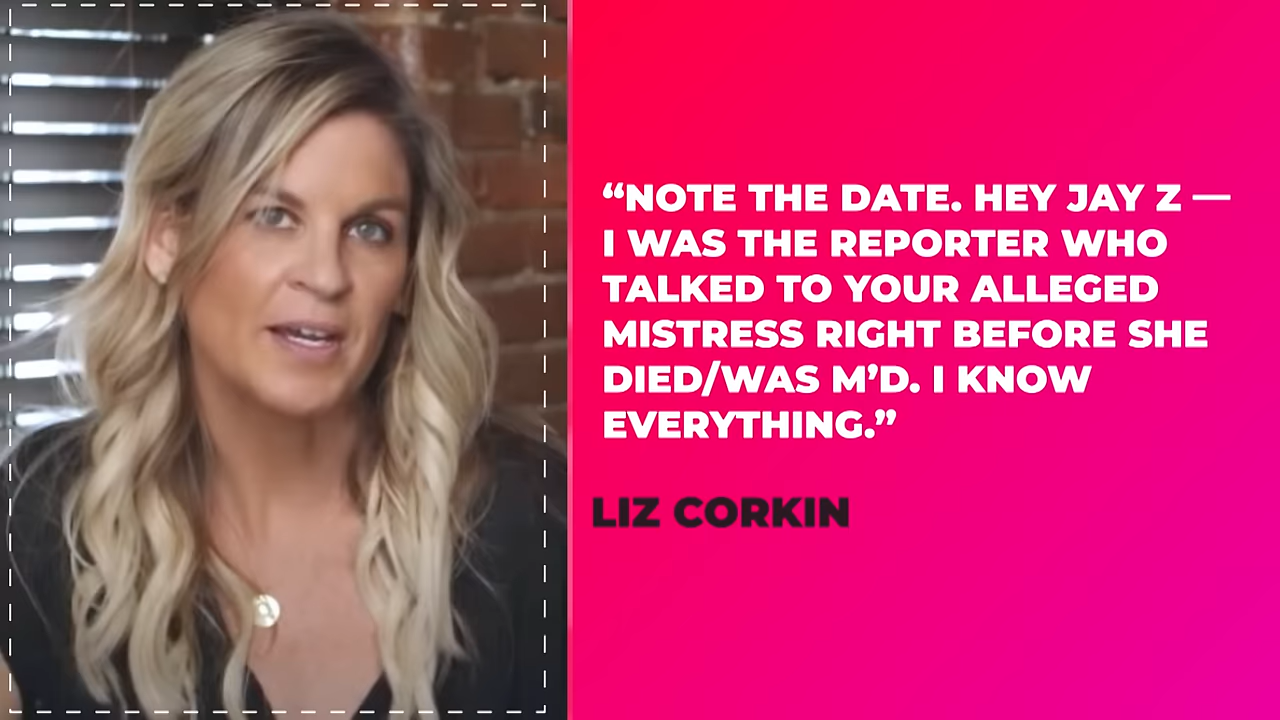 “NOTE THE DATE. HEY JAY Z —
I WAS THE REPORTER WHO
TALKED TO YOUR ALLEGED
MISTRESS RIGHT BEFORE SHE
DIED/WAS M’D. I KNOW
EVERYTHING.”
LIZ CORKIN